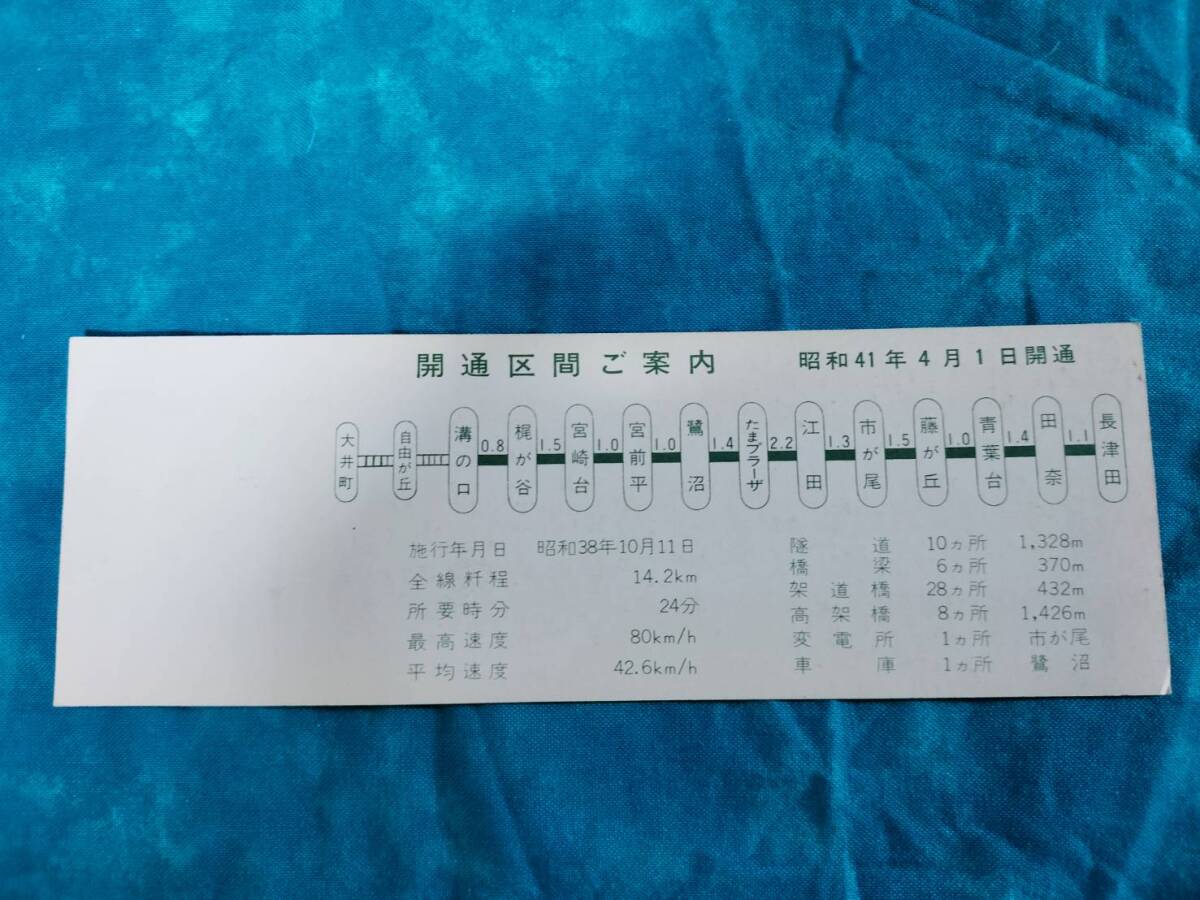 開通区間ご案内 昭和41年4月1日開通
大井町 自由が丘 溝の口 0.8 梶が谷 1.5 宮崎台 1.0 宮前平 1.0 鷺沼 1.4 たまプラーザ 2.2 江田 1.3 市が尾 1.5 藤が丘 1.0 青葉台 1.4 田奈 1.1 長津田
施行年月日 昭和38年10月11日
全線粁程 14.2km
所要時分 24分
最高速度 80km/h
平均速度 42.6km/h
隧道 10ヵ所 1,328m
橋梁 6ヵ所 370m
架道橋 28ヵ所 432m
高架橋 8ヵ所 1,426m
変電所 1ヵ所 市が尾
車庫 1ヵ所 鷺沼